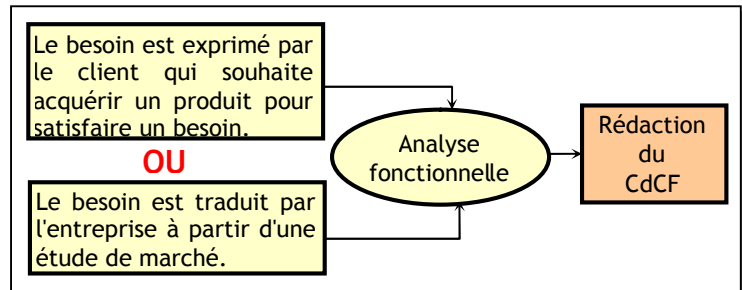 Le besoin est exprimé par
le client qui souhaite
acquérir un produit pour
satisfaire un besoin.
OU
Le besoin est traduit par
l'entreprise à partir d'une
étude de marché.
Analyse
fonctionnelle
Rédaction
du
CdCF